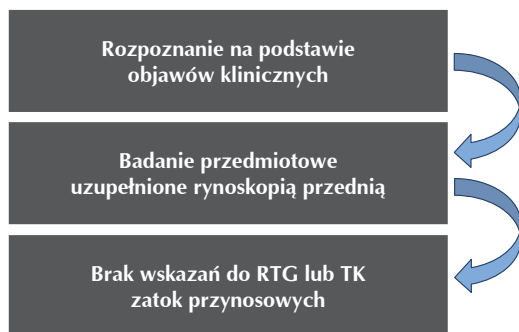 Rozpoznanie na podstawie
objawów klinicznych
Badanie przedmiotowe
uzupełnione rynoskopią przednią
Brak wskazań do RTG lub TK
zatok przynosowych